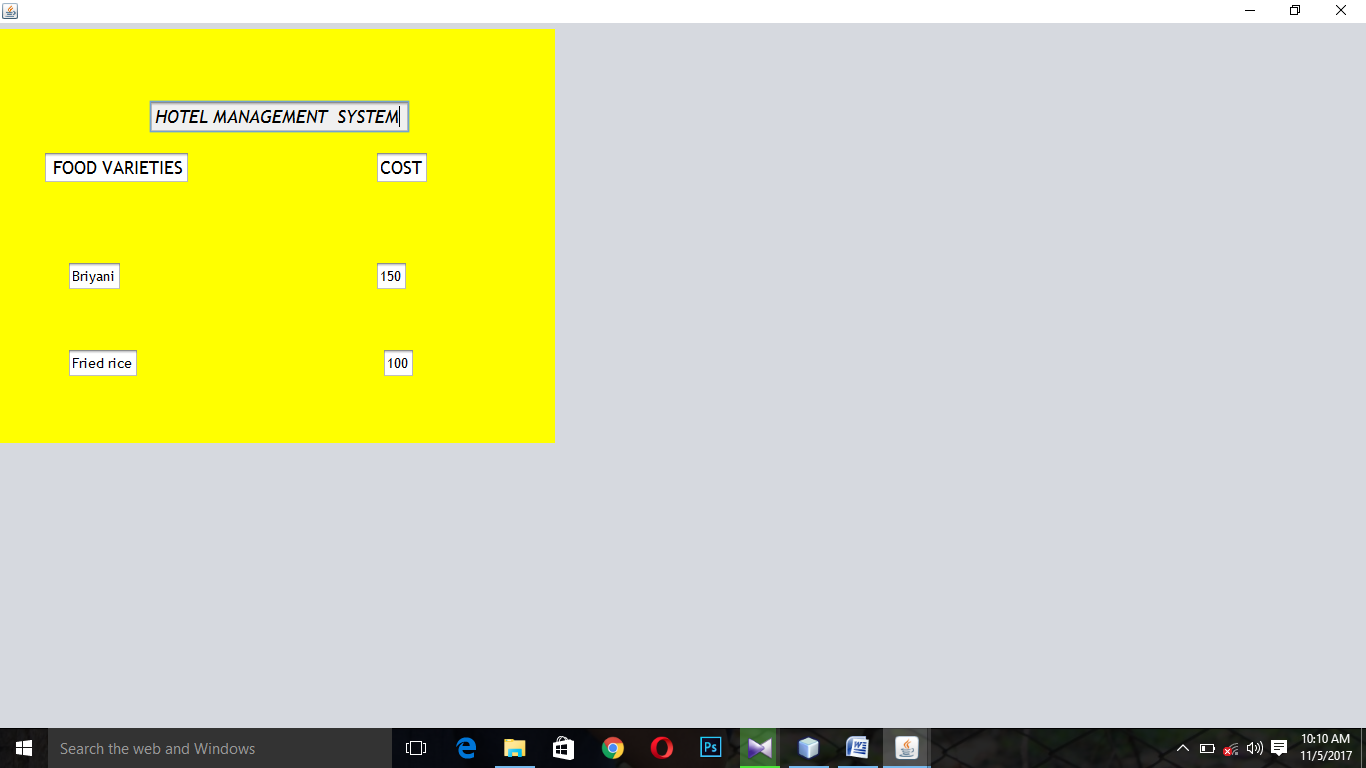 HOTEL MANAGEMENT  SYSTEM
FOOD VARIETIES COST
Briyani 150
Fried rice 100
Search the web and Windows
Ps
W
10:10 AM
11/5/2017